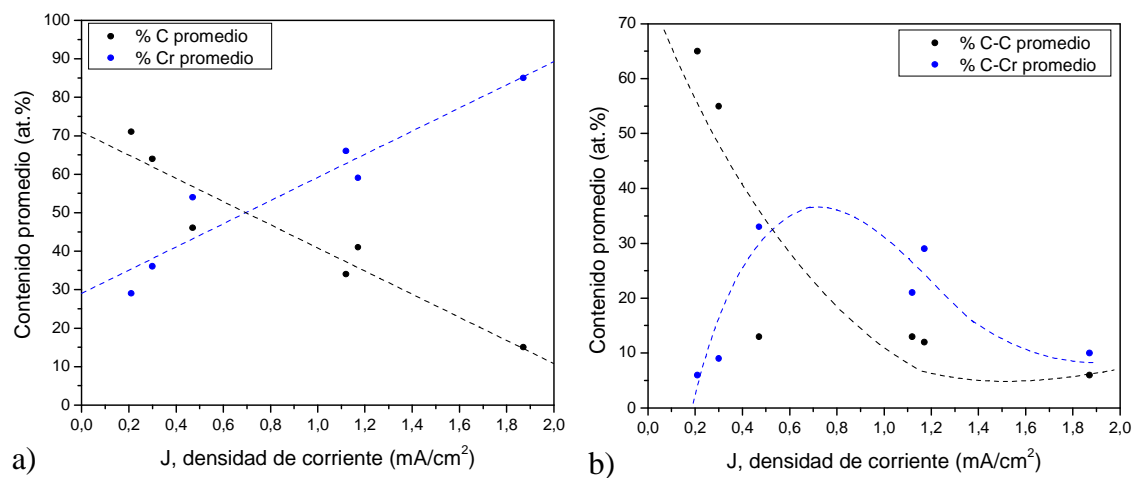 % C promedio
% Cr promedio
Contenido promedio (at.%)
100
90
80
70
60
50
40
30
20
10
0
0,0 0,2 0,4 0,6 0,8 1,0 1,2 1,4 1,6 1,8 2,0
J, densidad de corriente (mA/cm²)
a)
% C-C promedio
% C-Cr promedio
Contenido promedio (at.%)
70
60
50
40
30
20
10
0
0,0 0,2 0,4 0,6 0,8 1,0 1,2 1,4 1,6 1,8 2,0
J, densidad de corriente (mA/cm²)
b)